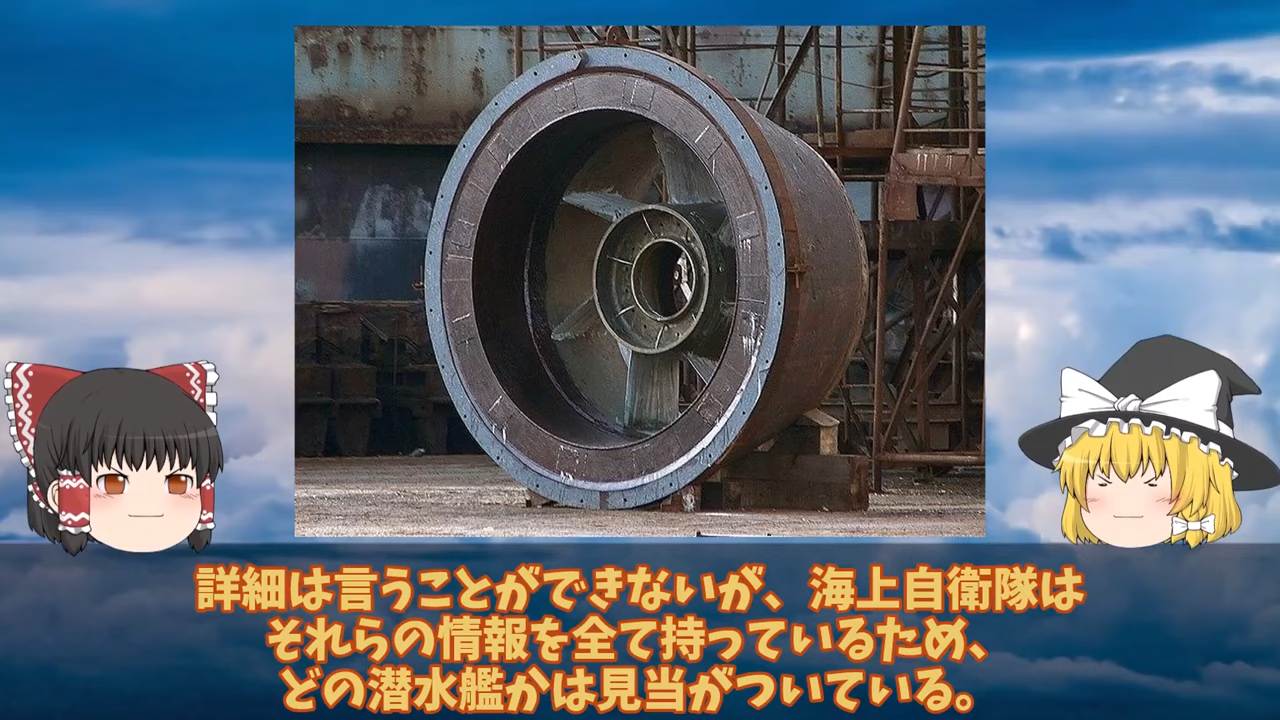 詳細は言うことができないが、海上自衛隊は
それらの情報を全て持っているため、
どの潜水艦かは見当がついている。